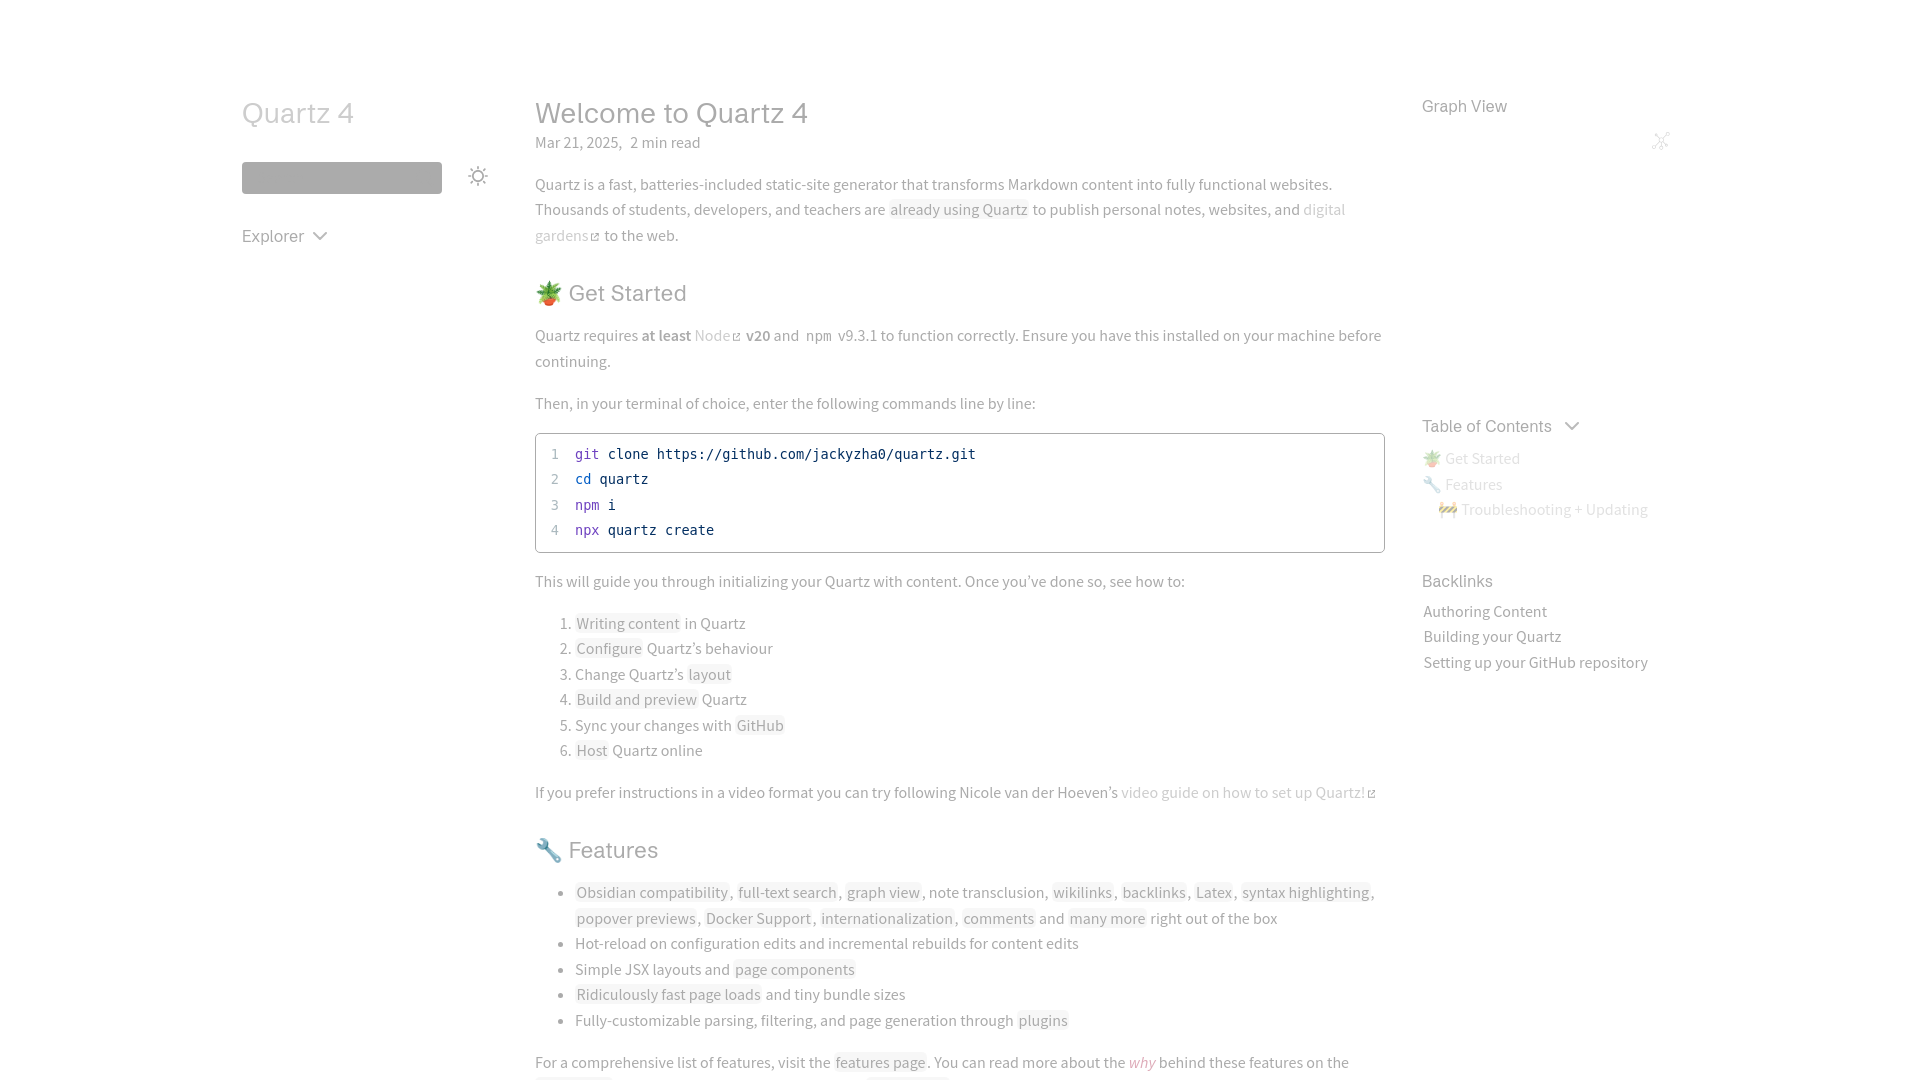 Quartz 4
Explorer
Welcome to Quartz 4
Mar 21, 2025, 2 min read
Quartz is a fast, batteries-included static-site generator that transforms Markdown content into fully functional websites.
Thousands of students, developers, and teachers are already using Quartz to publish personal notes, websites, and digital
gardens to the web.
🪴 Get Started
Quartz requires at least Node v20 and npm v9.3.1 to function correctly. Ensure you have this installed on your machine before
continuing.
Then, in your terminal of choice, enter the following commands line by line:
1 git clone https://github.com/jackyzha0/quartz.git
2 cd quartz
3 npm i
4 npx quartz create
This will guide you through initializing your Quartz with content. Once you’ve done so, see how to:
1. Writing content in Quartz
2. Configure Quartz’s behaviour
3. Change Quartz’s layout
4. Build and preview Quartz
5. Sync your changes with GitHub
6. Host Quartz online
If you prefer instructions in a video format you can try following Nicole van der Hoeven’s video guide on how to set up Quartz!
🔧 Features
• Obsidian compatibility, full-text search, graph view, note transclusion, wikilinks, backlinks, Latex, syntax highlighting,
popover previews, Docker Support, internationalization, comments and many more right out of the box
• Hot-reload on configuration edits and incremental rebuilds for content edits
• Simple JSX layouts and page components
• Ridiculously fast page loads and tiny bundle sizes
• Fully-customizable parsing, filtering, and page generation through plugins
For a comprehensive list of features, visit the features page. You can read more about the why behind these features on the
Graph View
Table of Contents
🪴 Get Started
🔧 Features
🚧 Troubleshooting + Updating
Backlinks
Authoring Content
Building your Quartz
Setting up your GitHub repository